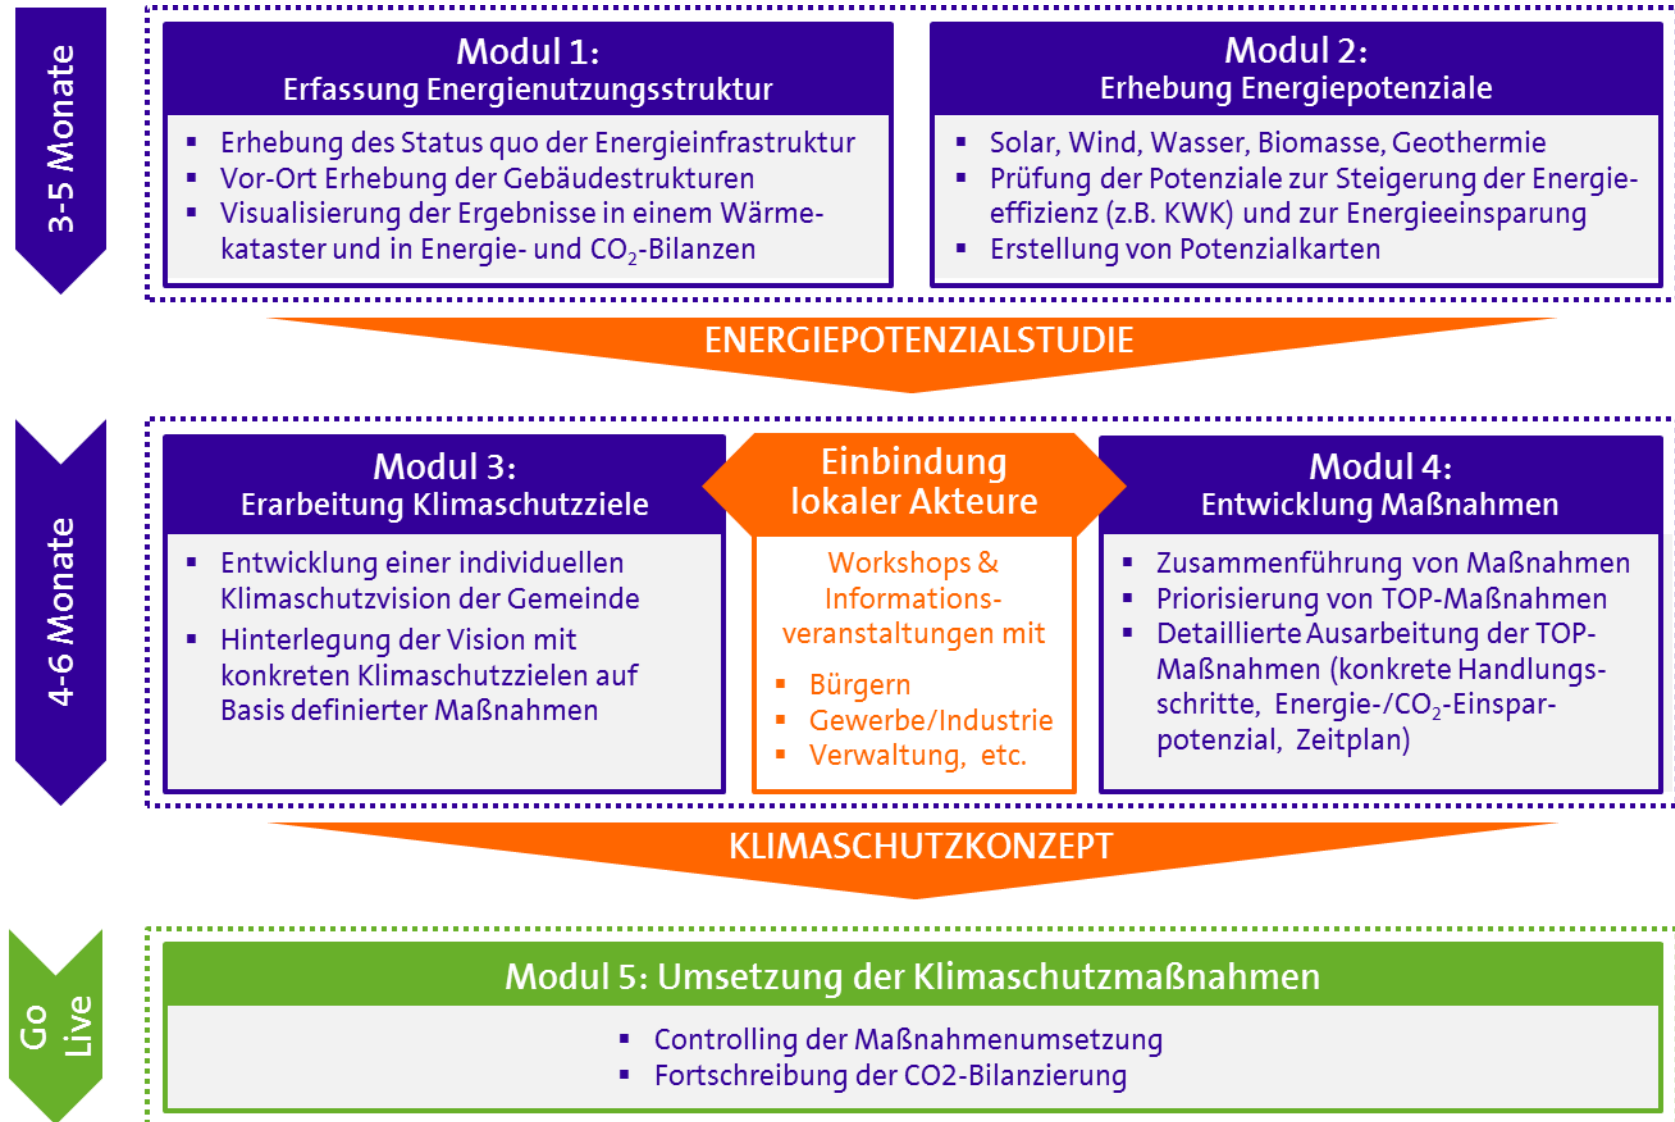 3-5 Monate
Modul 1:
Erfassung Energienutzungsstruktur
▪ Erhebung des Status quo der Energieinfrastruktur
▪ Vor-Ort Erhebung der Gebäudestrukturen
▪ Visualisierung der Ergebnisse in einem Wärme-
kataster und in Energie- und CO₂-Bilanzen
Modul 2:
Erhebung Energiepotenziale
▪ Solar, Wind, Wasser, Biomasse, Geothermie
▪ Prüfung der Potenziale zur Steigerung der Energie-
effizienz (z.B. KWK) und zur Energieeinsparung
▪ Erstellung von Potenzialkarten
ENERGIEPOTENZIALSTUDIE
4-6 Monate
Modul 3:
Erarbeitung Klimaschutzziele
▪ Entwicklung einer individuellen
Klimaschutzvision der Gemeinde
▪ Hinterlegung der Vision mit
konkreten Klimaschutzzielen auf
Basis definierter Maßnahmen
Einbindung
lokaler Akteure
Workshops &
Informations-
veranstaltungen mit
▪ Bürgern
▪ Gewerbe/Industrie
▪ Verwaltung, etc.
Modul 4:
Entwicklung Maßnahmen
▪ Zusammenführung von Maßnahmen
▪ Priorisierung von TOP-Maßnahmen
▪ Detaillierte Ausarbeitung der TOP-
Maßnahmen (konkrete Handlungs-
schritte, Energie-/CO₂-Einspar-
potenzial, Zeitplan)
KLIMASCHUTZKONZEPT
Go
Live
Modul 5: Umsetzung der Klimaschutzmaßnahmen
▪ Controlling der Maßnahmenumsetzung
▪ Fortschreibung der CO2-Bilanzierung